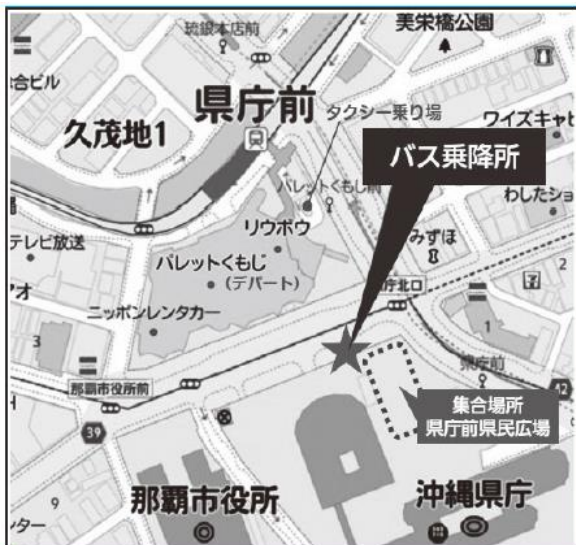 琉銀本店前
美栄橋公園
合ビル
県庁前
久茂地1
タクシー乗り場
ワイズキャビ
バス乗降所
パレットくもじ前
わしたショ
リウボウ
テレビ放送
みずほ
パレットくもじ
(デパート)
2
庁北口
ニッポンレンタカー
3
1
県庁前
那覇市役所前
42
集合場所
県庁前県民広場
39
9
那覇市役所
沖縄県庁
ンター